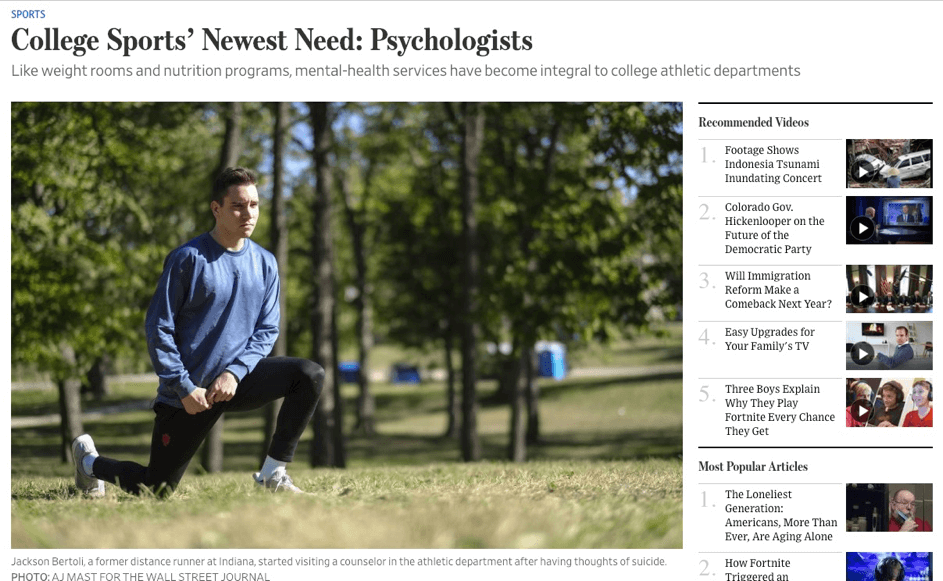 SPORTS
College Sports’ Newest Need: Psychologists
Like weight rooms and nutrition programs, mental-health services have become integral to college athletic departments
Jackson Bertoli, a former distance runner at Indiana, started visiting a counselor in the athletic department after having thoughts of suicide.
PHOTO: AJ MAST FOR THE WALL STREET JOURNAL
Recommended Videos
1.
Footage Shows
Indonesia Tsunami
Inundating Concert
2.
Colorado Gov.
Hickenlooper on the
Future of the
Democratic Party
3.
Will Immigration
Reform Make a
Comeback Next Year?
4.
Easy Upgrades for
Your Family’s TV
5.
Three Boys Explain
Why They Play
Fortnite Every Chance
They Get
Most Popular Articles
1.
The Loneliest
Generation:
Americans, More Than
Ever, Are Aging Alone
2.
How Fortnite
Triggered an